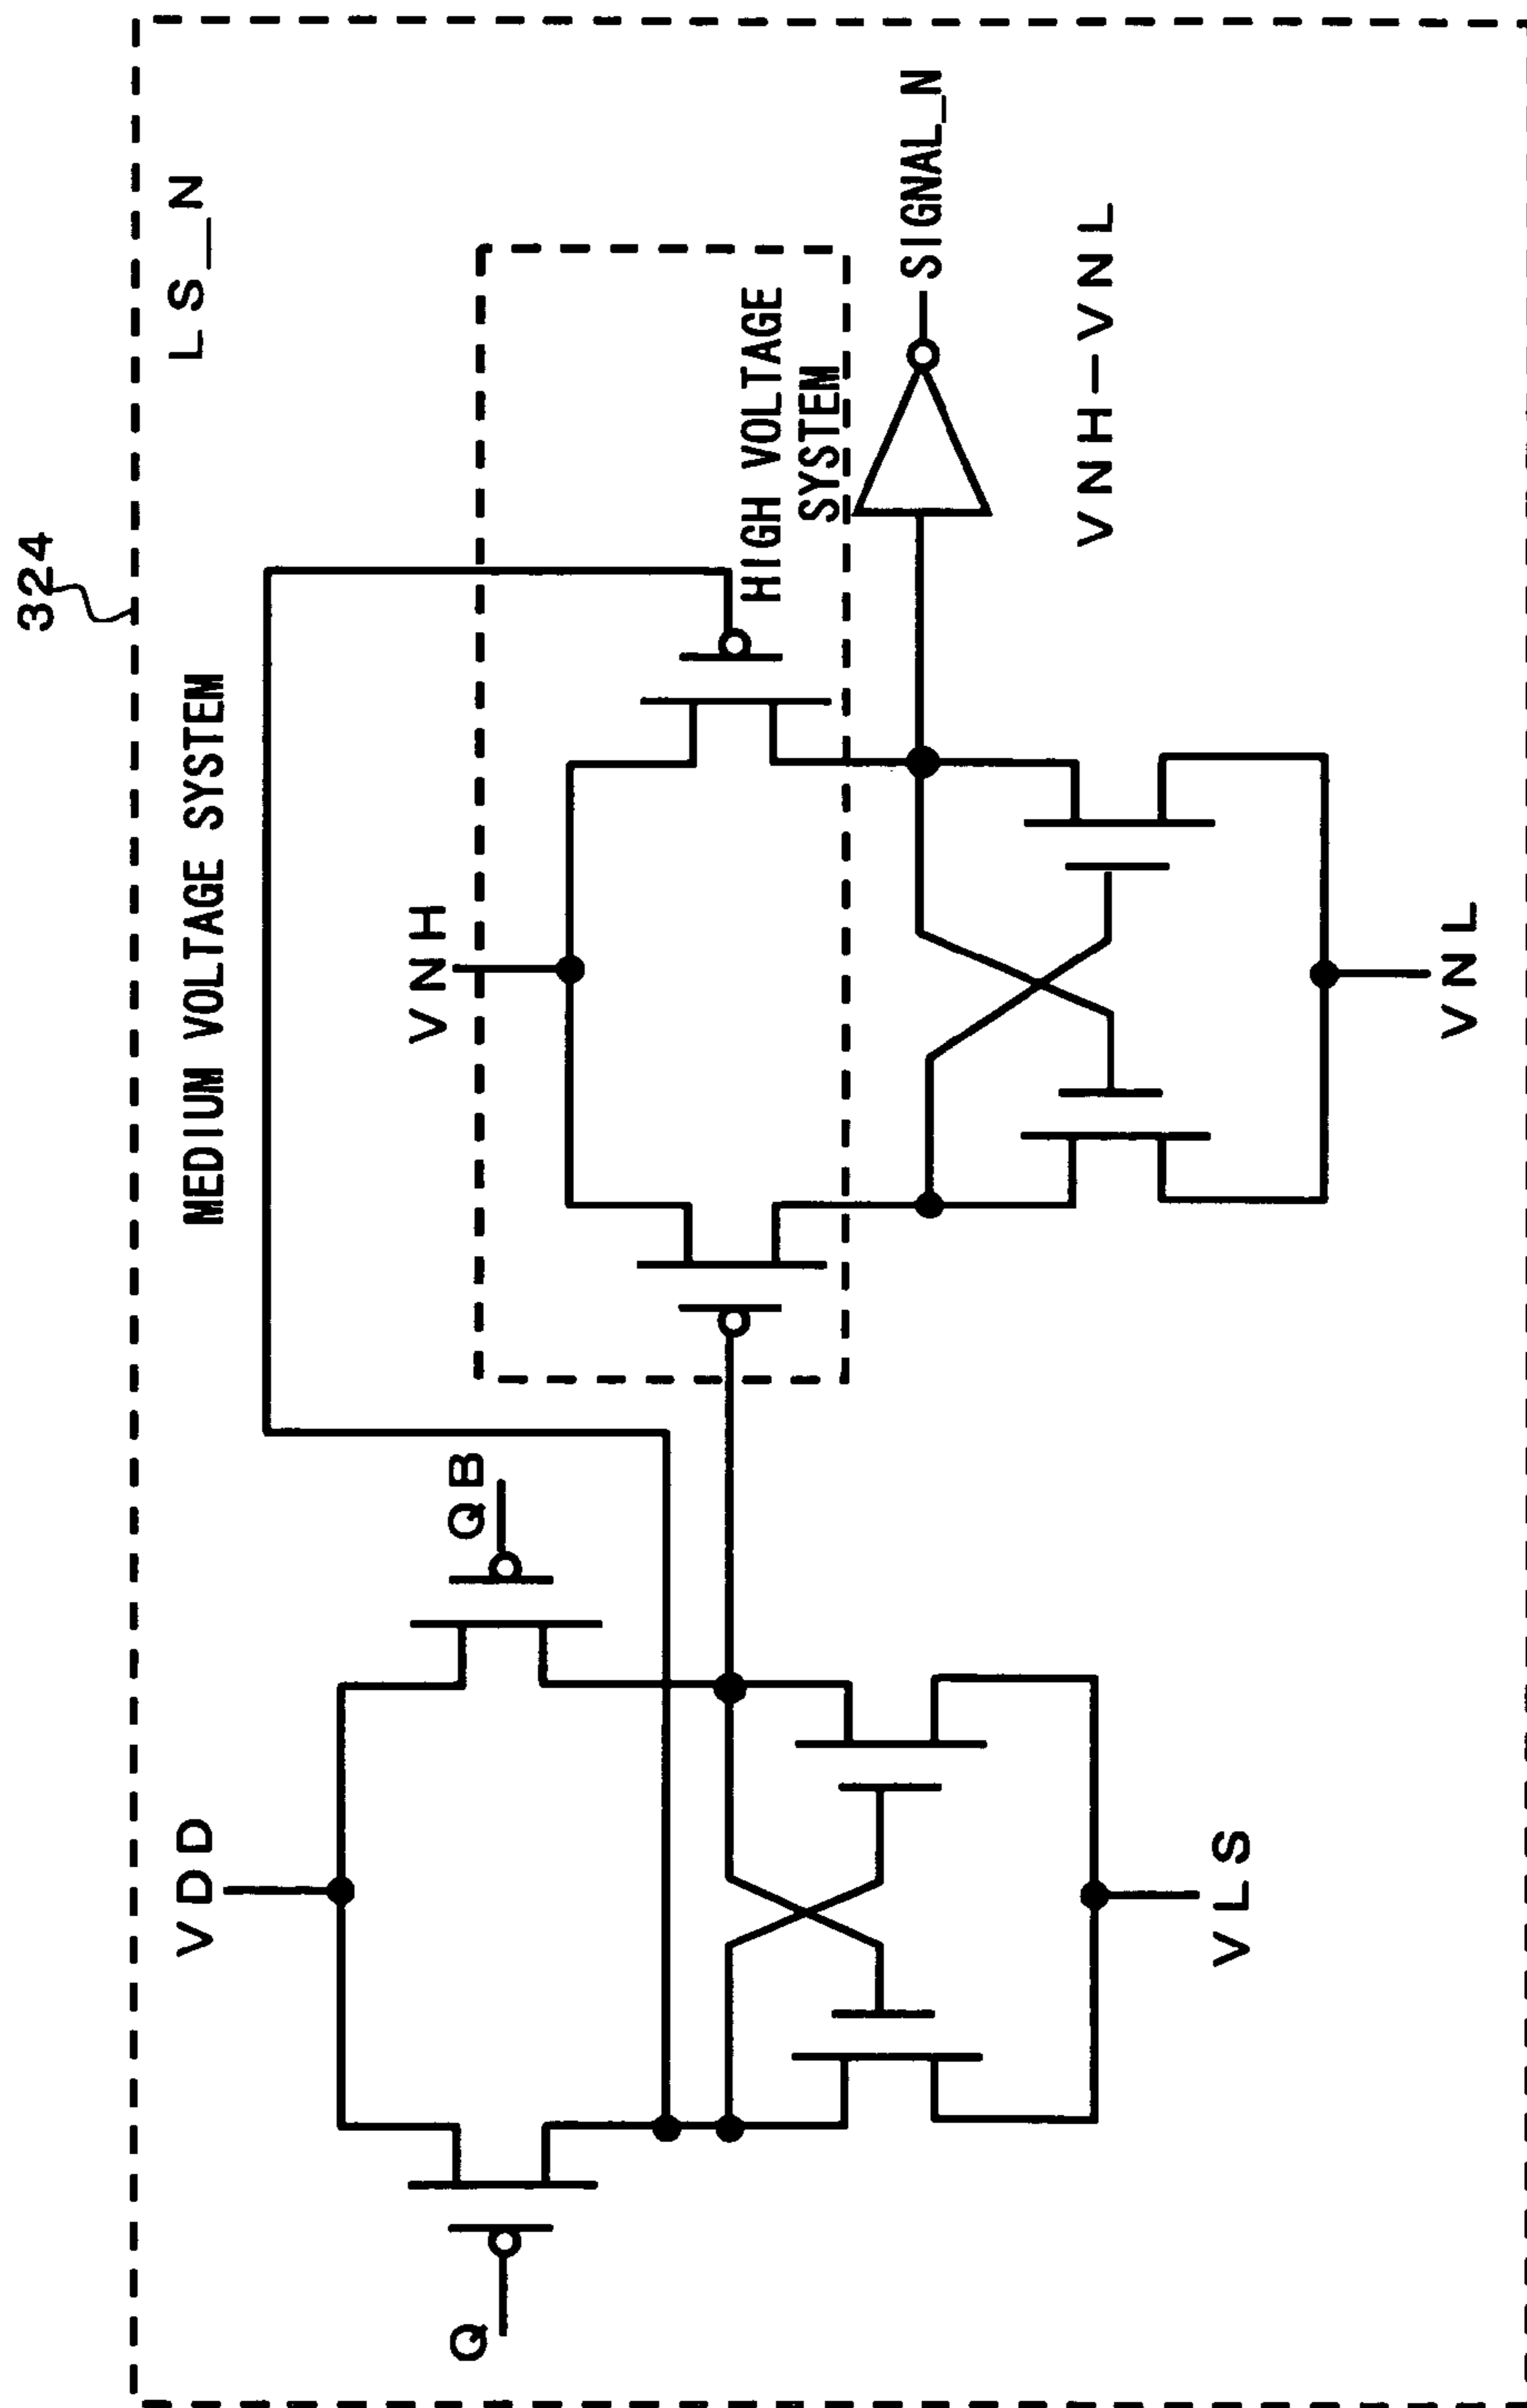 324
LS_N
MEDIUM VOLTAGE SYSTEM
VDD
VNH
Q
QB
HIGH VOLTAGE
SYSTEM
SIGNAL_N
VNH-VNL
VLS
VNL